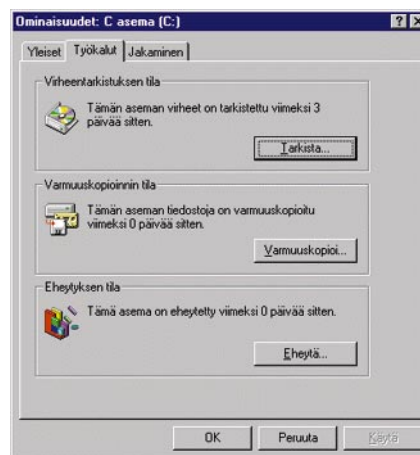 Ominaisuudet: C asema (C:)
Yleiset Työkalut Jakaminen
Virheentarkistuksen tila
Tämän aseman virheet on tarkistettu viimeksi 3
päivää sitten.
Tarkista...
Varmuuskopioinnin tila
Tämän aseman tiedostoja on varmuuskopioitu
viimeksi 0 päivää sitten.
Varmuuskopioi...
Eheytyksen tila
Tämä asema on eheytetty viimeksi 0 päivää sitten.
Eheytä...
OK Peruuta Käytä